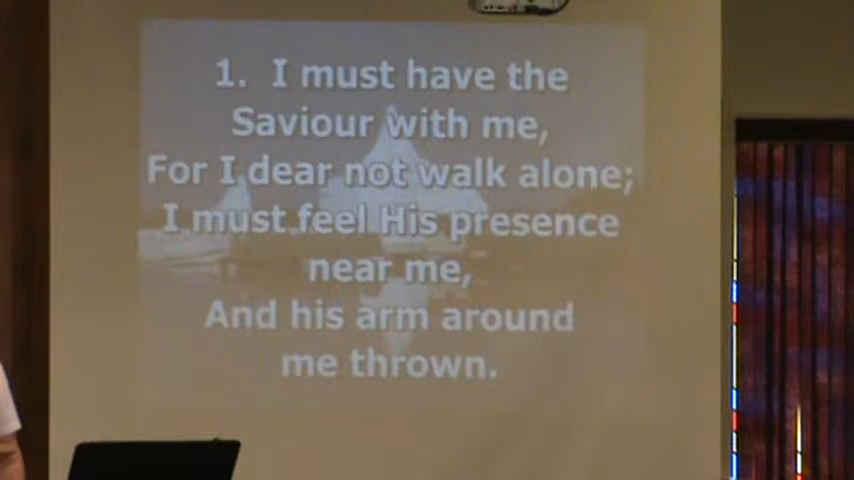 1. I must have the
Saviour with me,
For I dear not walk alone;
I must feel His presence
near me,
And his arm around
me thrown.